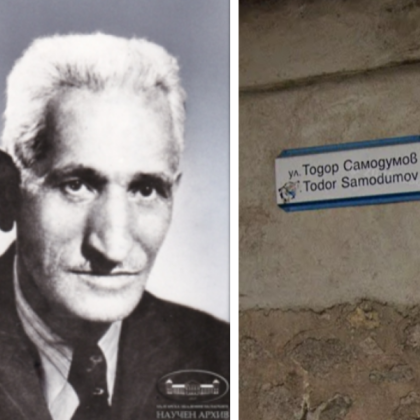 НАУЧЕН АРХИВ
ул. Тодор Самодумов
Todor Samodumov